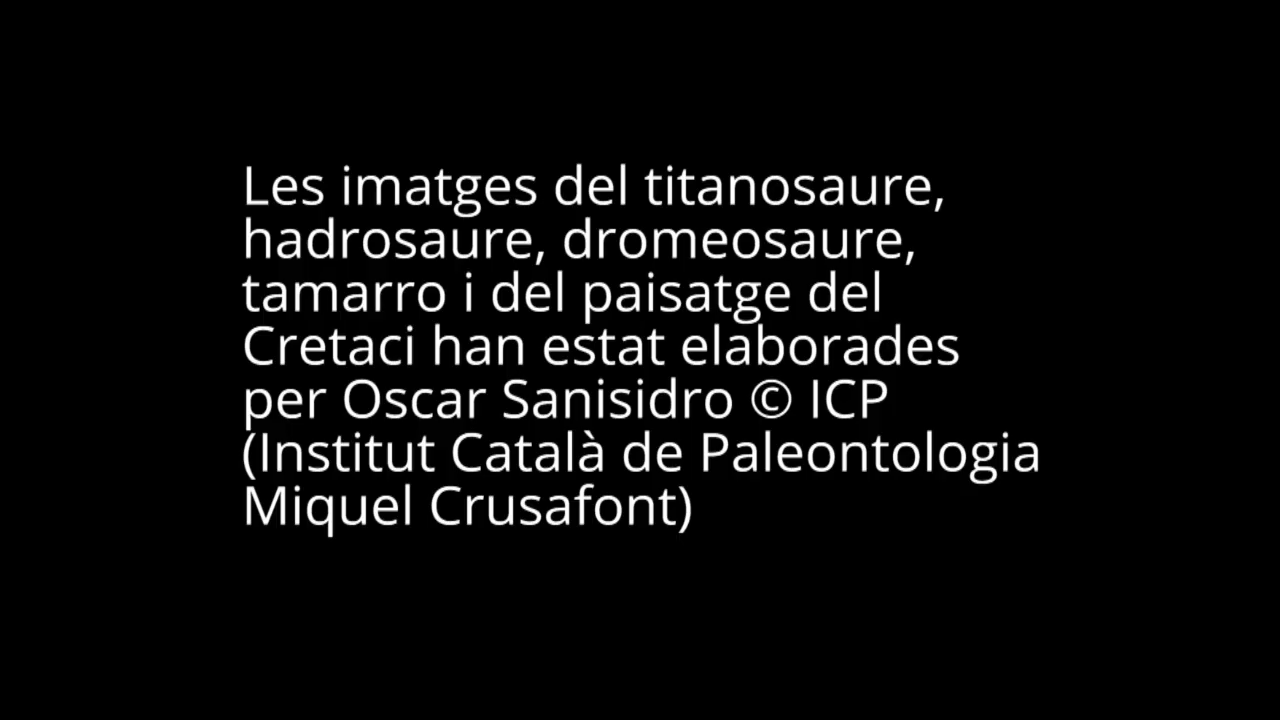 Les imatges del titanosaure,
hadrosaure, dromeosaure,
tamarro i del paisatge del
Cretaci han estat elaborades
per Oscar Sanisidro © ICP
(Institut Català de Paleontologia
Miquel Crusafont)